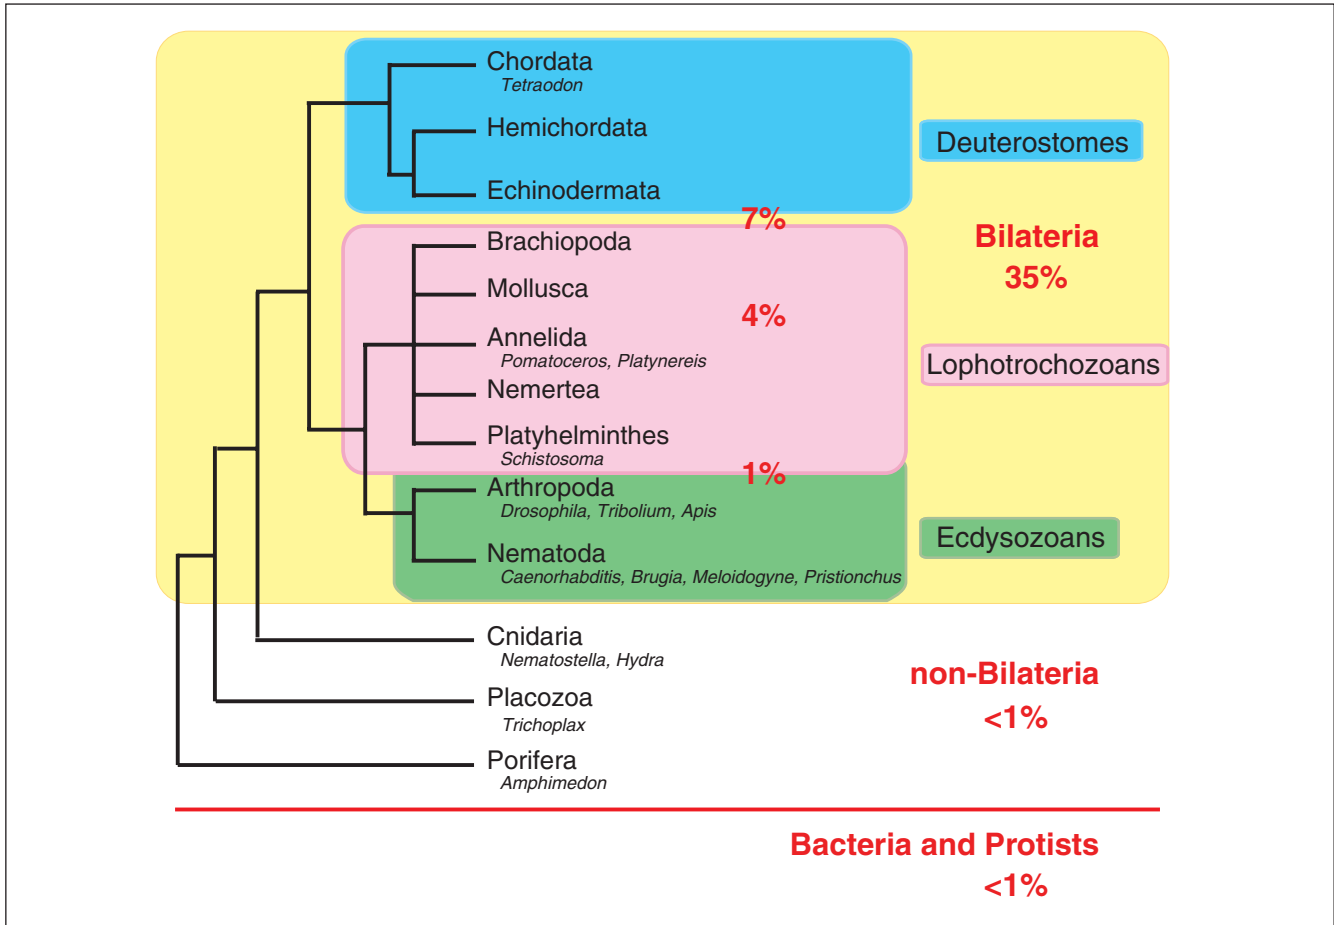 Chordata
Tetraodon
Hemichordata
Deuterostomes
Echinodermata
7%
Brachiopoda
Bilateria
35%
Mollusca
4%
Annelida
Pomatoceros, Platynereis
Lophotrochozoans
Nemertea
Platyhelminthes
Schistosoma
1%
Arthropoda
Drosophila, Tribolium, Apis
Ecdysozoans
Nematoda
Caenorhabditis, Brugia, Meloidogyne, Pristionchus
Cnidaria
Nematostella, Hydra
non-Bilateria
<1%
Placozoa
Trichoplax
Porifera
Amphimedon
Bacteria and Protists
<1%